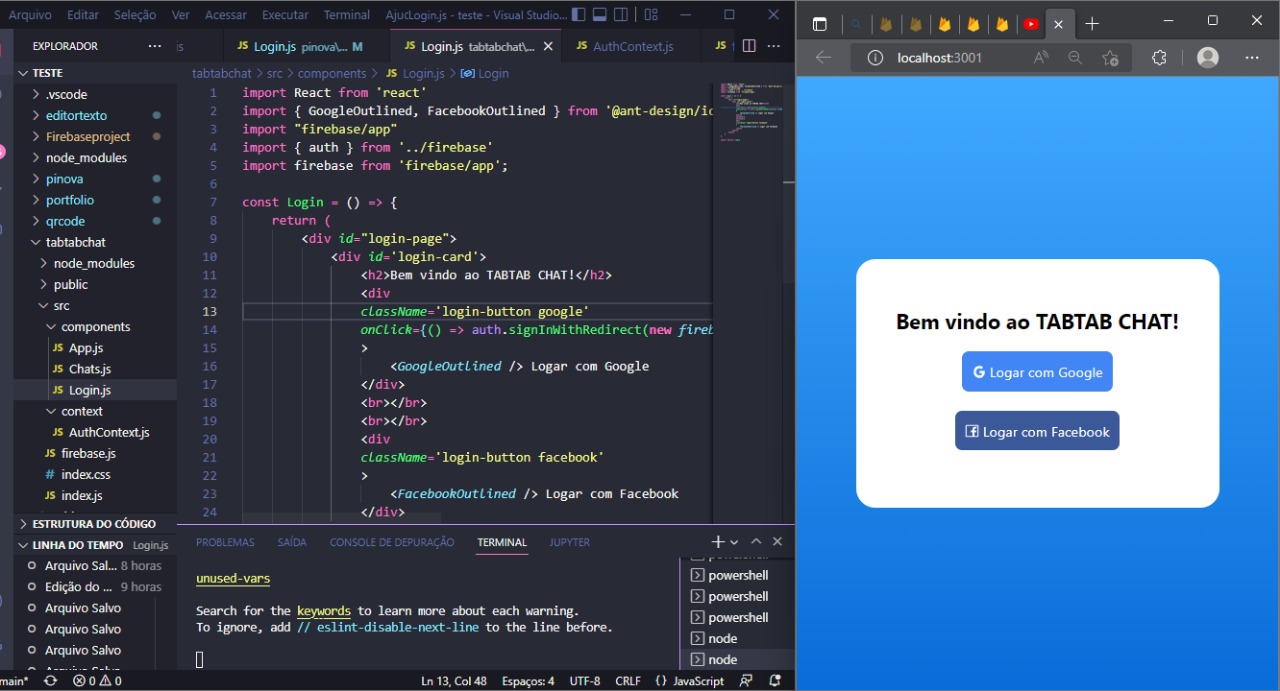 Arquivo Editar Seleção Ver Acessar Executar Terminal AjucLogin.js - teste - Visual Studio...
EXPLORADOR ...
TESTE
.vscode
editortexto
Firebaseproject
node_modules
pinova
portfolio
qrcode
tabtabchat
node_modules
public
src
components
JS App.js
JS Chats.js
JS Login.js
context
JS AuthContext.js
JS firebase.js
# index.css
JS index.js
ESTRUTURA DO CÓDIGO
LINHA DO TEMPO Login.js
Arquivo Sal... 8 horas
Edição do ... 9 horas
Arquivo Salvo
Arquivo Salvo
Arquivo Salvo
Arquivo Salvo
js JS Login.js pinova\... M JS Login.js tabtabchat\... JS AuthContext.js JS
tabtabchat > src > components > JS Login.js > Login
1 import React from 'react'
2 import { GoogleOutlined, FacebookOutlined } from '@ant-design/ic
3 import "firebase/app"
4 import { auth } from '../firebase'
5 import firebase from 'firebase/app';
6
7 const Login = () => {
8 return (
9 <div id="login-page">
10 <div id='login-card'>
11 <h2>Bem vindo ao TABTAB CHAT!</h2>
12 <div
13 className='login-button google'
14 onClick={() => auth.signInWithRedirect(new fireb
15 >
16 <GoogleOutlined /> Logar com Google
17 </div>
18 <br></br>
19 <br></br>
20 <div
21 className='login-button facebook'
22 >
23 <FacebookOutlined /> Logar com Facebook
24 </div>
PROBLEMAS SAÍDA CONSOLE DE DEPURAÇÃO TERMINAL JUPYTER
unused-vars
Search for the keywords to learn more about each warning.
To ignore, add // eslint-disable-next-line to the line before.
powershell
powershell
powershell
powershell
node
node
main* 0 0 Ln 13, Col 48 Espaços: 4 UTF-8 CRLF {} JavaScript
localhost:3001
Bem vindo ao TABTAB CHAT!
G Logar com Google
Logar com Facebook